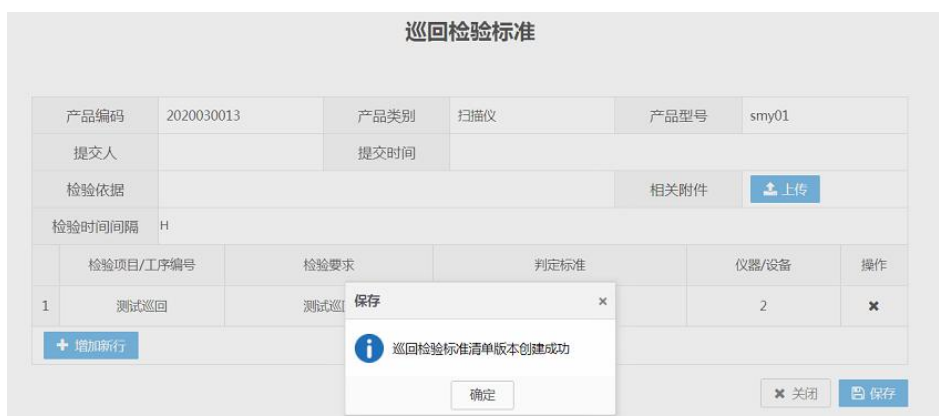 巡回检验标准
产品编码 2020030013 产品类别 扫描仪 产品型号 smy01
提交人 提交时间
检验依据 相关附件 上传
检验时间间隔 H
检验项目/工序编号 检验要求 判定标准 仪器/设备 操作
1 测试巡回 测试巡 2
增加新行
保存
巡回检验标准清单版本创建成功
确定
关闭 保存